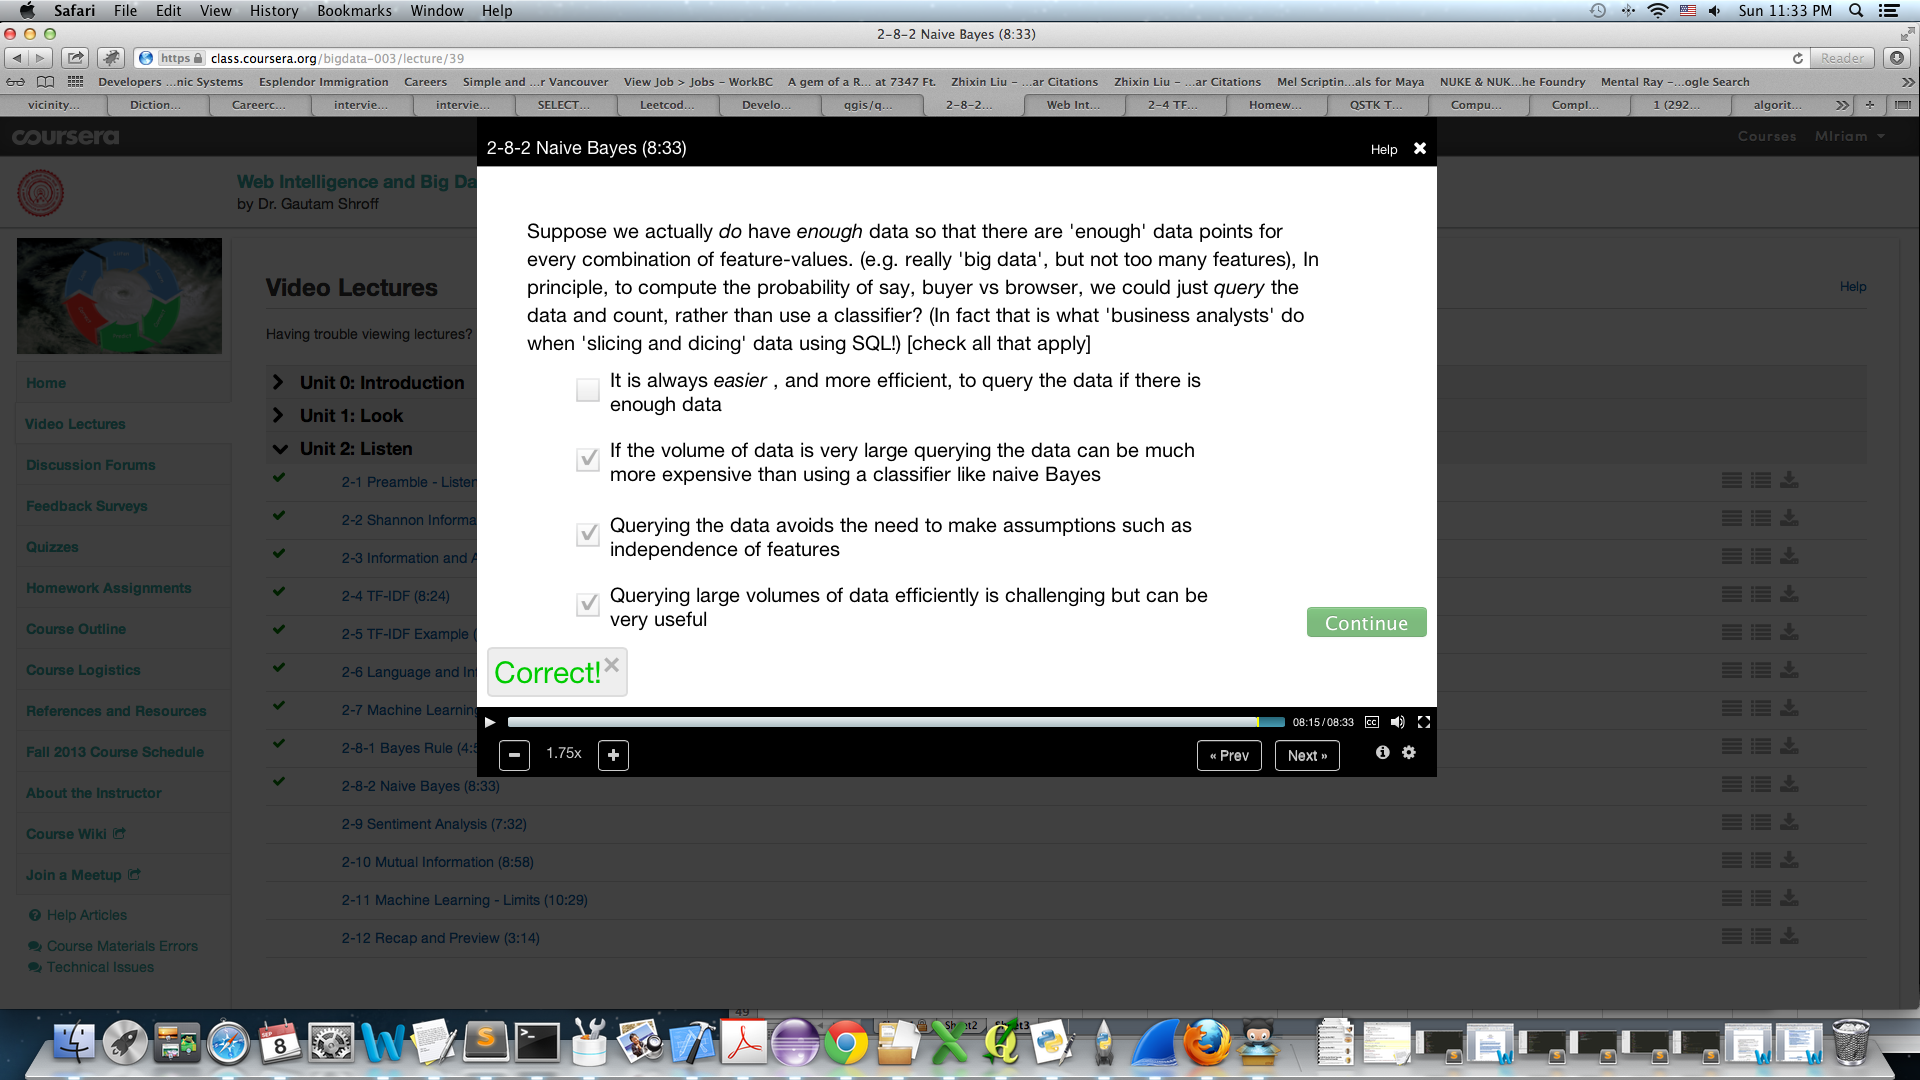 Safari File Edit View History Bookmarks Window Help Sun 11:33 PM
2-8-2 Naive Bayes (8:33)
https class.coursera.org/bigdata-003/lecture/39 Reader
Developers ...nic Systems Esplendor Immigration Careers Simple and ...r Vancouver View Job > Jobs - WorkBC A gem of a R... at 7347 Ft. Zhixin Liu - ...ar Citations Zhixin Liu - ...ar Citations Mel Scriptin...als for Maya NUKE & NUK...he Foundry Mental Ray -...ogle Search
vicinity... Diction... Careerc... intervie... intervie... SELECT... Leetcod... Develo... qgis/q... 2-8-2... Web Int... 2-4 TF... Homew... QSTK T... Compu... Compl... 1 (292... algorit...
coursera
Courses MIriam
2-8-2 Naive Bayes (8:33)
Help
Web Intelligence and Big Da
by Dr. Gautam Shroff
Suppose we actually do have enough data so that there are 'enough' data points for
every combination of feature-values. (e.g. really 'big data', but not too many features), In
principle, to compute the probability of say, buyer vs browser, we could just query the
data and count, rather than use a classifier? (In fact that is what 'business analysts' do
when 'slicing and dicing' data using SQL!) [check all that apply]
It is always easier , and more efficient, to query the data if there is
enough data
If the volume of data is very large querying the data can be much
more expensive than using a classifier like naive Bayes
Querying the data avoids the need to make assumptions such as
independence of features
Querying large volumes of data efficiently is challenging but can be
very useful
Continue
Correct!
08:15/08:33 CC
1.75x
« Prev Next »
Video Lectures
Help
Having trouble viewing lectures?
Home
Video Lectures
Discussion Forums
Feedback Surveys
Quizzes
Homework Assignments
Course Outline
Course Logistics
References and Resources
Fall 2013 Course Schedule
About the Instructor
Course Wiki
Join a Meetup
Help Articles
Course Materials Errors
Technical Issues
Unit 0: Introduction
Unit 1: Look
Unit 2: Listen
2-1 Preamble - Listen
2-2 Shannon Informa
2-3 Information and A
2-4 TF-IDF (8:24)
2-5 TF-IDF Example (
2-6 Language and In
2-7 Machine Learning
2-8-1 Bayes Rule (4:5
2-8-2 Naive Bayes (8:33)
2-9 Sentiment Analysis (7:32)
2-10 Mutual Information (8:58)
2-11 Machine Learning - Limits (10:29)
2-12 Recap and Preview (3:14)
49
Sheet2 Sheet3
SEP
8